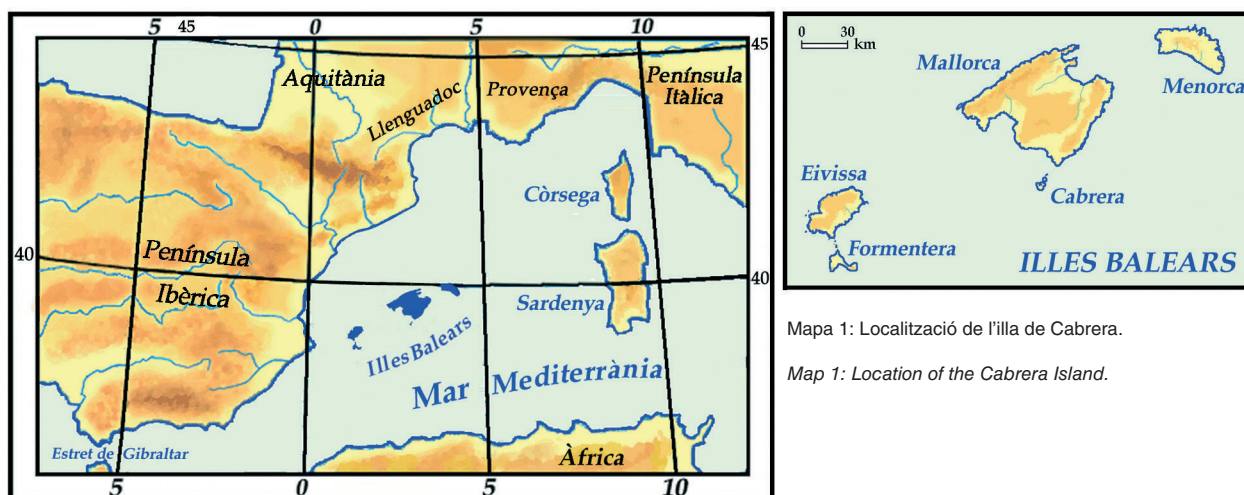 5 45 0 5 10
45
Aquitània
Llenguadoc
Provença
Península
Itàlica
Còrsega
40
Península
Ibèrica
Sardenya
40
Illes Balears
Mar Mediterrània
Estret de Gibraltar
Àfrica
5 0 5 10
0 30
km
Mallorca
Menorca
Eivissa
Cabrera
Formentera
ILLES BALEARS
Mapa 1: Localització de l’illa de Cabrera.
Map 1: Location of the Cabrera Island.